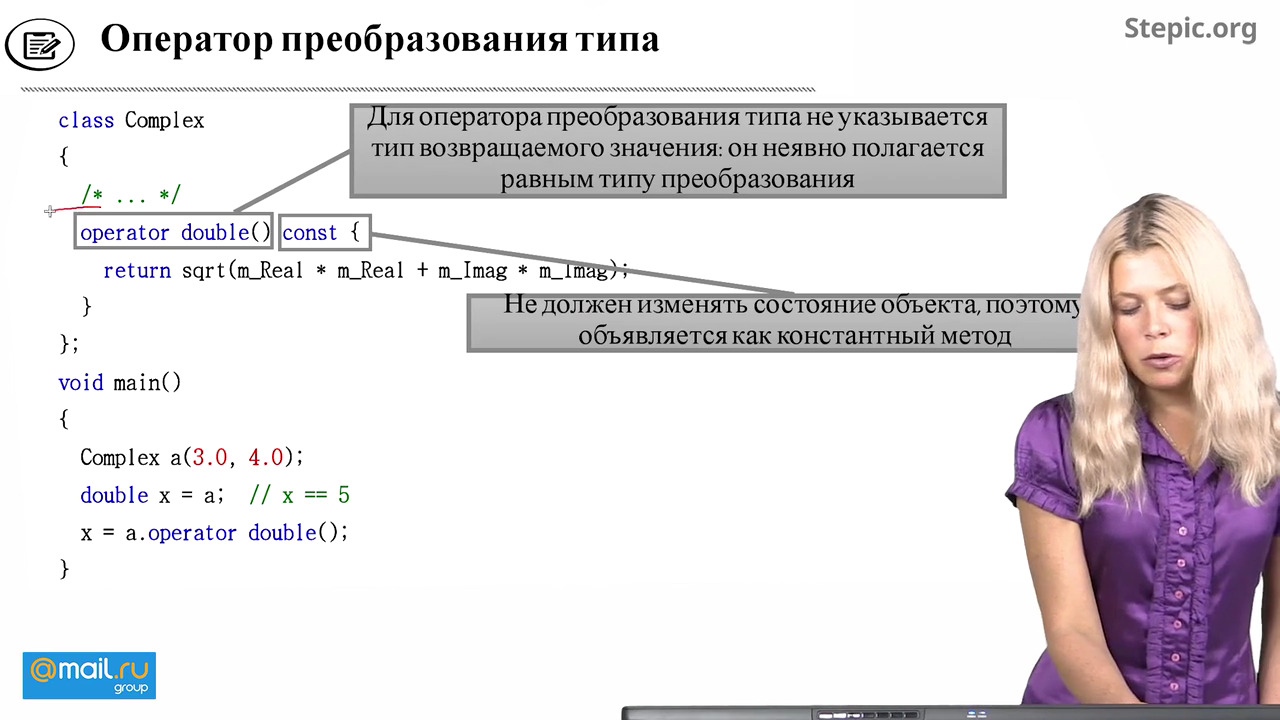 Оператор преобразования типа
Stepic.org
class Complex
{
/* ... */
operator double() const {
return sqrt(m_Real * m_Real + m_Imag * m_Imag);
}
};
void main()
{
Complex a(3.0, 4.0);
double x = a; // x == 5
x = a.operator double();
}
Для оператора преобразования типа не указывается
тип возвращаемого значения: он неявно полагается
равным типу преобразования
Не должен изменять состояние объекта, поэтому
объявляется как константный метод
@mail.ru
group